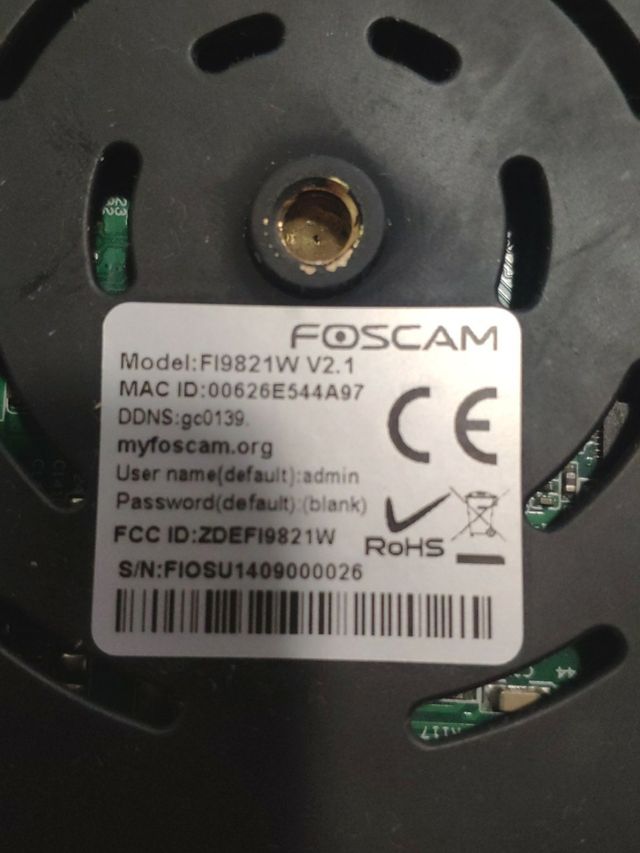 FOSCAM
Model:FI9821W V2.1
MAC ID:00626E544A97
DDNS:gc0139.
myfoscam.org
User name(default):admin
Password(default):(blank)
FCC ID:ZDEFI9821W
RoHS
S/N:FIOSU1409000026